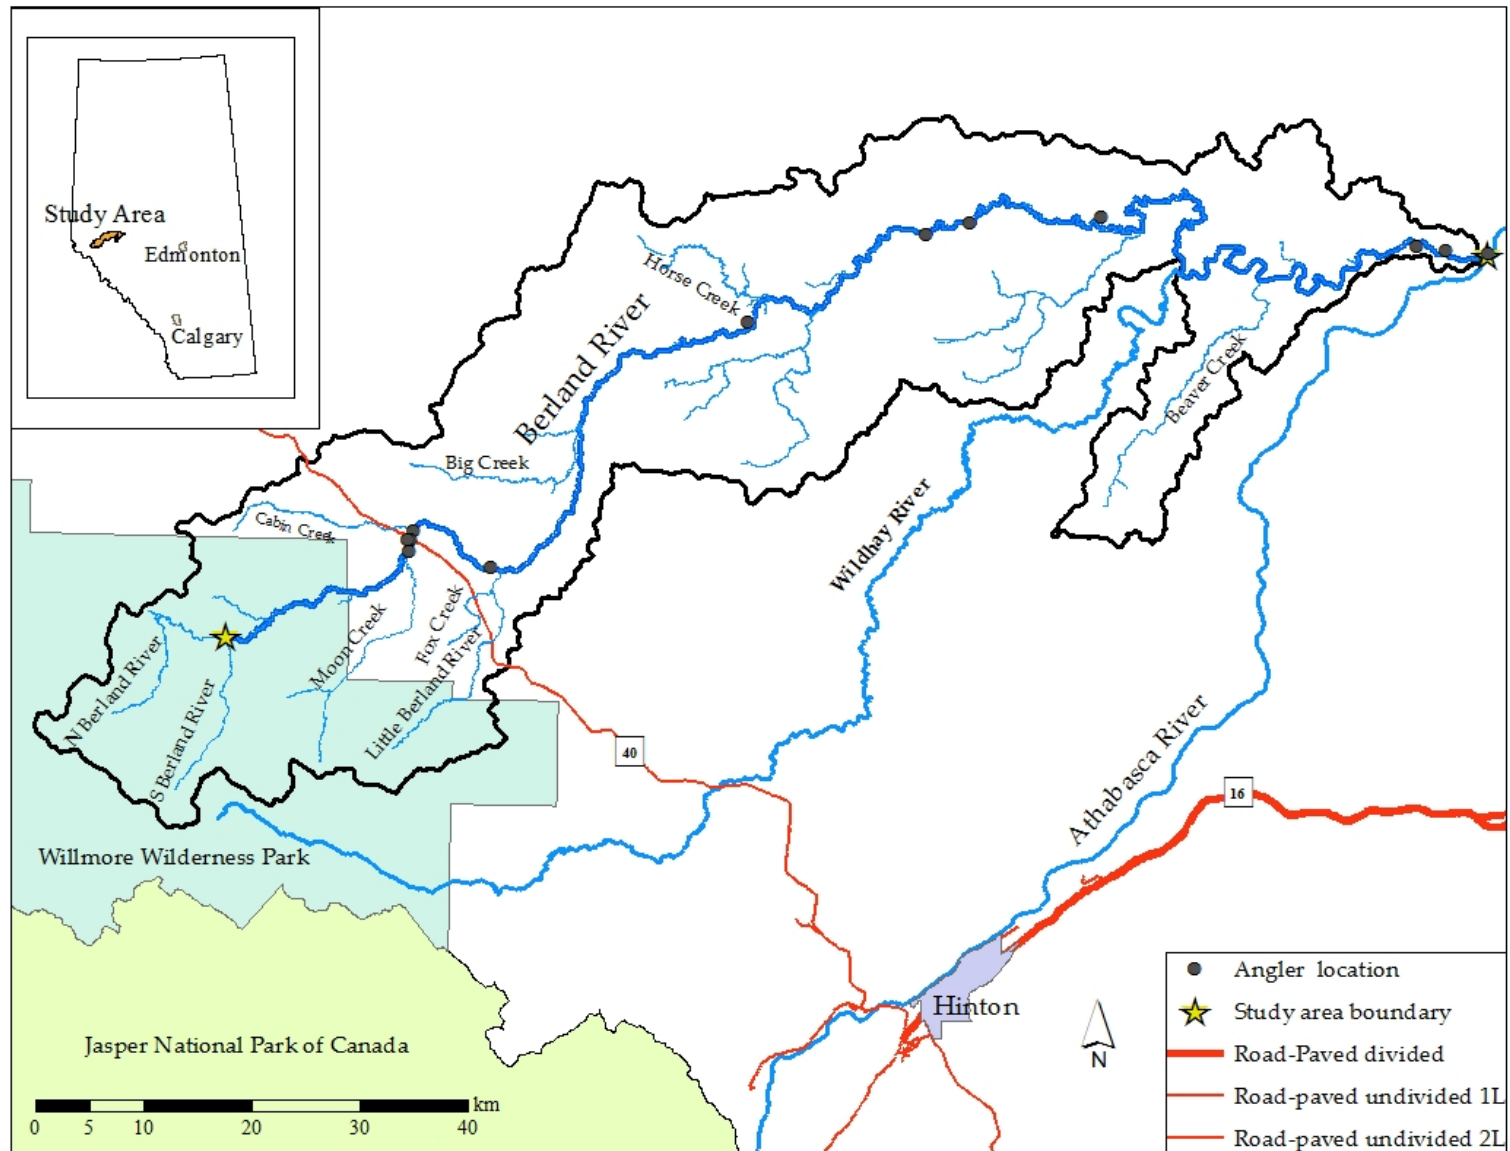 Study Area
Edmonton
Calgary
Horse Creek
Berland River
Big Creek
Cabin Creek
Beaver Creek
Wildhay River
Moon Creek
Fox Creek
Little Berland River
N Berland River
S Berland River
40
Athabasca River
16
Willmore Wilderness Park
Hinton
Jasper National Park of Canada
km
0 5 10 20 30 40
N
Angler location
Study area boundary
Road-Paved divided
Road-paved undivided 1L
Road-paved undivided 2L